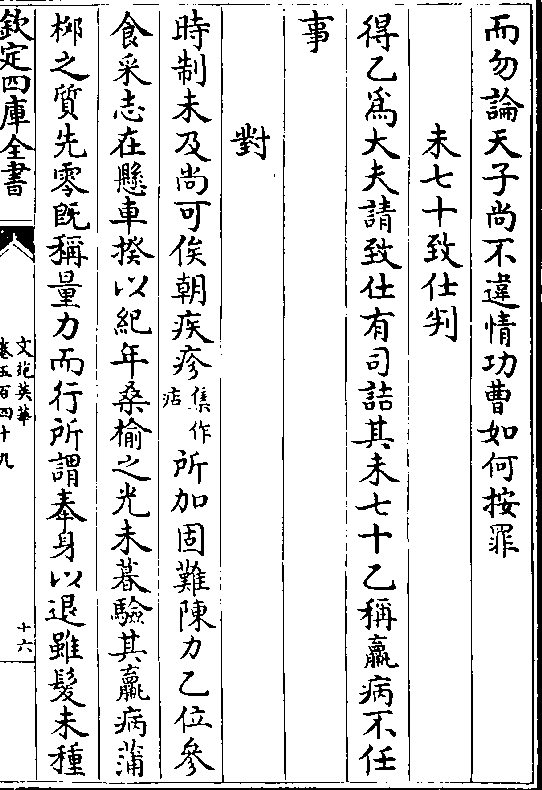 而勿論天子尚不違情功曹如何按罪
未七十致仕判
得乙為大夫請致仕有司詰其未七十乙稱羸病不任
事
對
時制未及尚可俟朝疾疹集作痁所加固難陳力乙位參
食采志在懸車揆以紀年桑榆之光未暮驗其羸病蒲
柳之質先零既稱量力而行所謂奉身以退雖髮未種
欽定四庫全書
文苑英華
卷五百四十九
十六